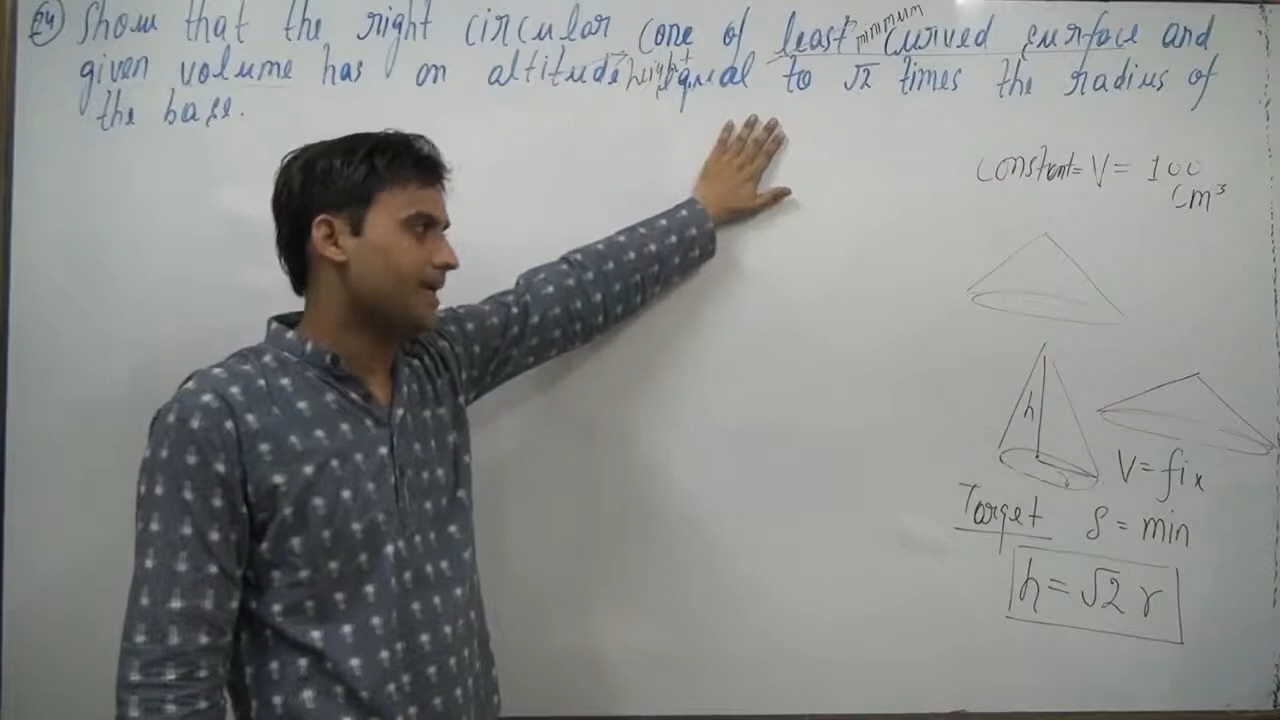 24 Show that the right circular cone of least minimum curved surface and
given volume has an altitude height equal to √2 times the radius of
the base.
Constant = V = 100
Cm³
h
r
V = fix
Target S = min
h = √2 r